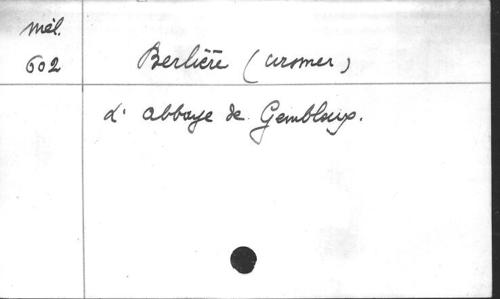 Mél.
602
Berlière (Ursmer)
L'abbaye de Gembloux.